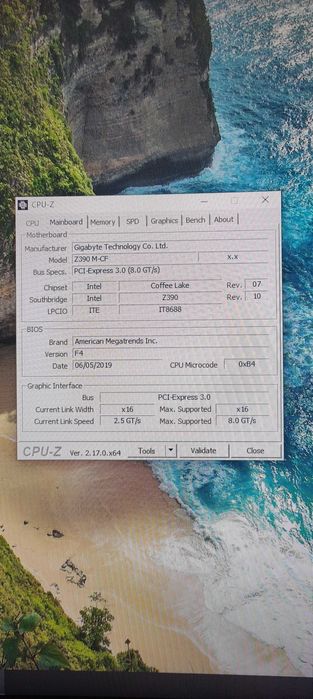 CPU-Z
CPU Mainboard Memory SPD Graphics Bench About
Motherboard
Manufacturer Gigabyte Technology Co. Ltd.
Model Z390 M-CF x.x
Bus Specs. PCI-Express 3.0 (8.0 GT/s)
Chipset Intel Coffee Lake Rev. 07
Southbridge Intel Z390 Rev. 10
LPCIO ITE IT8688
BIOS
Brand American Megatrends Inc.
Version F4
Date 06/05/2019 CPU Microcode 0xB4
Graphic Interface
Bus PCI-Express 3.0
Current Link Width x16 Max. Supported x16
Current Link Speed 2.5 GT/s Max. Supported 8.0 GT/s
CPU-Z Ver. 2.17.0.x64 Tools Validate Close